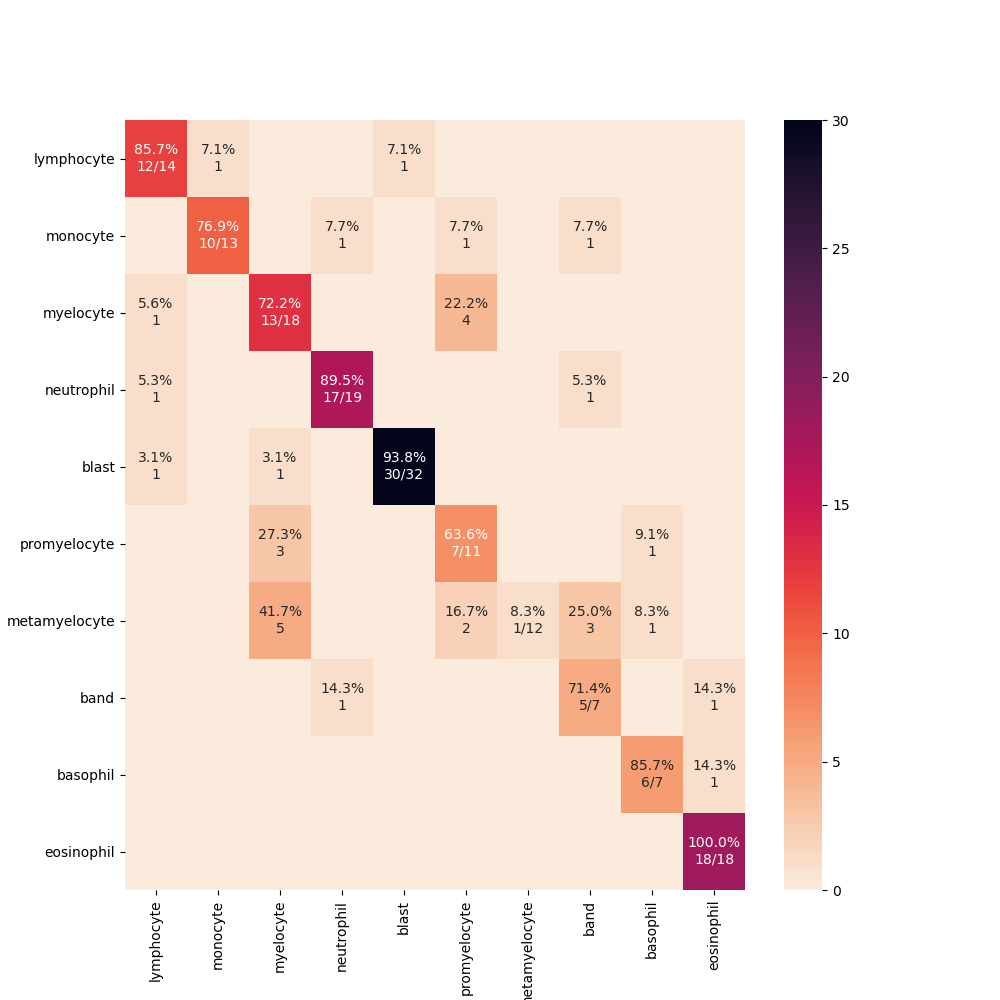 lymphocyte 85.7% 7.1% 7.1%
12/14 1 1
monocyte 76.9% 7.7% 7.7% 7.7%
10/13 1 1 1
myelocyte 5.6% 72.2% 22.2%
1 13/18 4
neutrophil 5.3% 89.5% 5.3%
1 17/19 1
blast 3.1% 3.1% 93.8%
1 1 30/32
promyelocyte 27.3% 63.6% 9.1%
3 7/11 1
metamyelocyte 41.7% 16.7% 8.3% 25.0% 8.3%
5 2 1/12 3 1
band 14.3% 71.4% 14.3%
1 5/7 1
basophil 85.7% 14.3%
6/7 1
eosinophil 100.0%
18/18
lymphocyte
monocyte
myelocyte
neutrophil
blast
promyelocyte
etamyelocyte
band
basophil
eosinophil
30
25
20
15
10
5
0